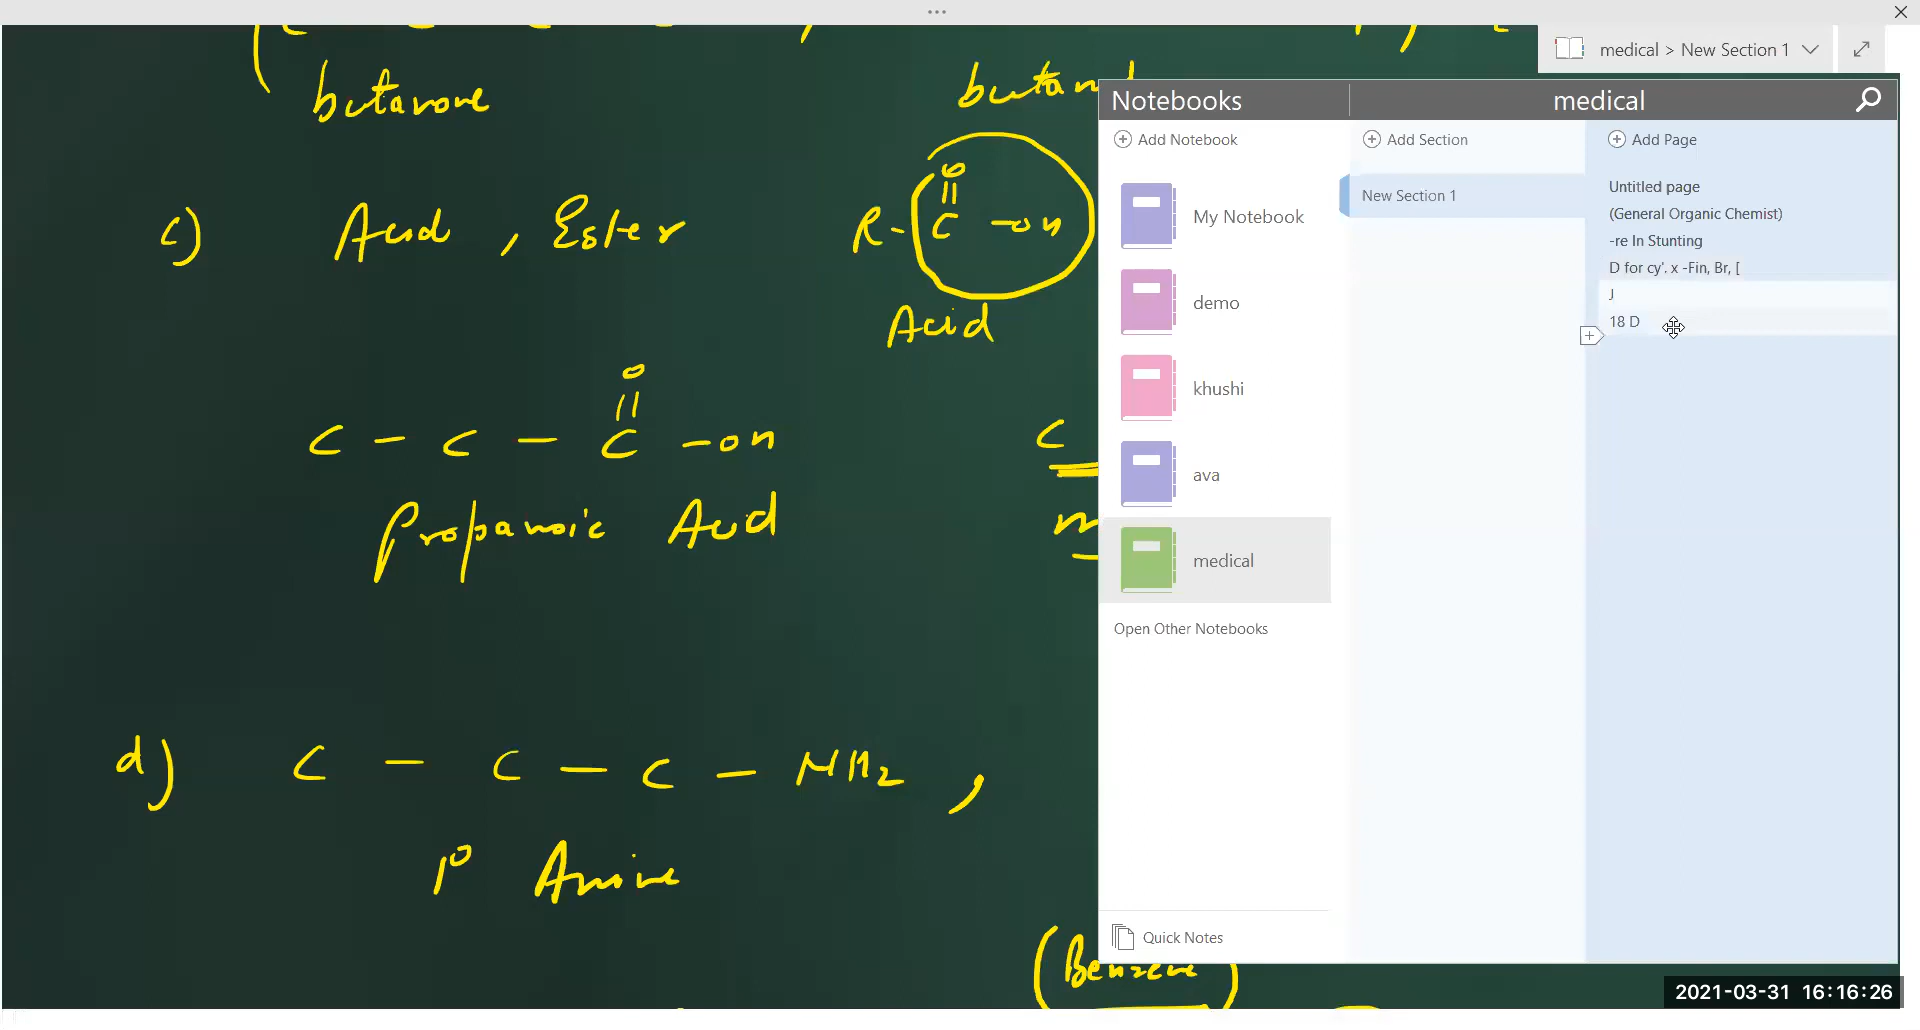 butanone
butan
medical > New Section 1
Notebooks
medical
Add Notebook
Add Section
Add Page
My Notebook
demo
khushi
ava
medical
Open Other Notebooks
Quick Notes
New Section 1
Untitled page
(General Organic Chemist)
-re In Stunting
D for cy'. x -Fin, Br, [
J
18 D
c) Acid , Ester
O
R - C - OH
Acid
O
C - C - C - OH
C
Propanoic Acid
d) C - C - C - NH2 ,
1° Amine
(Benzene)
2021-03-31 16:16:26